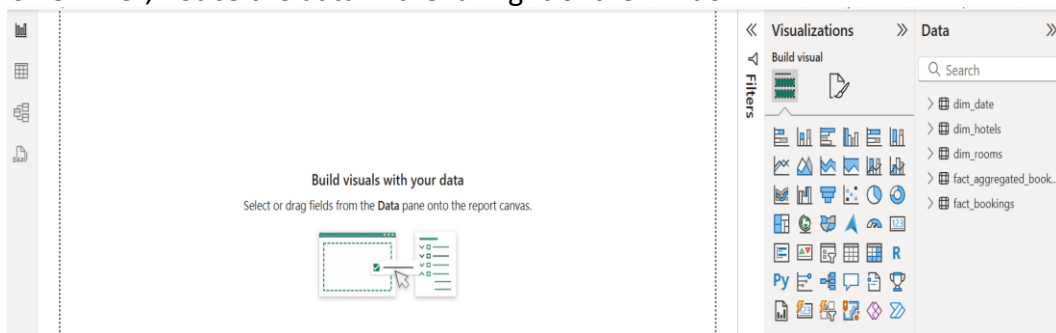 Visualizations
Data
Build visual
Search
Filters
dim_date
dim_hotels
dim_rooms
fact_aggregated_book...
fact_bookings
Build visuals with your data
Select or drag fields from the Data pane onto the report canvas.
123
R
Py